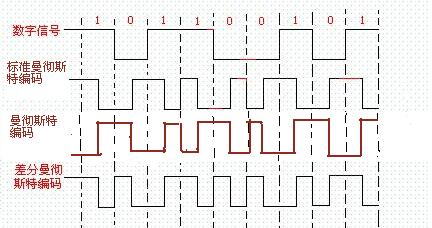 1 0 1 1 0 0 1 0 1
数字信号
标准曼彻斯
特编码
曼彻斯特
编码
差分曼彻
斯特编码